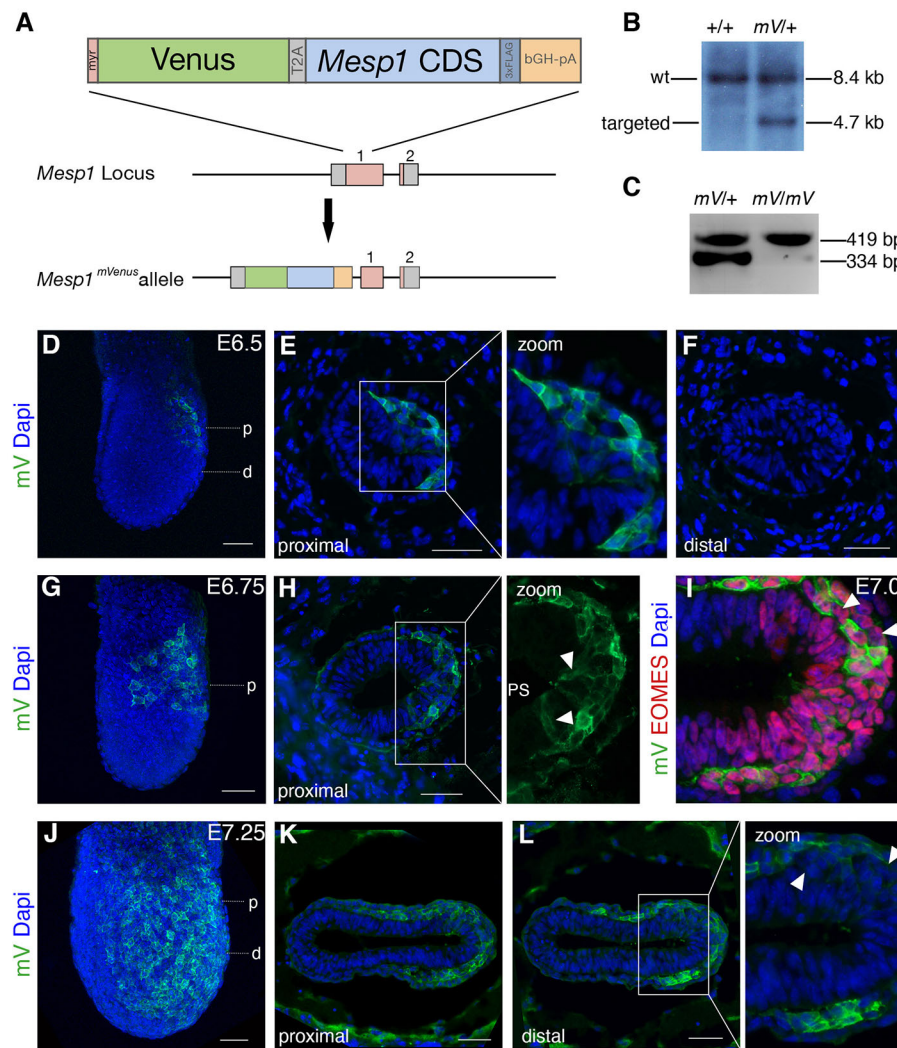 A
myr Venus T2A Mesp1 CDS 3xFLAG bGH-pA
1 2
Mesp1 Locus
1 2
Mesp1 mVenus allele
B
+/+ mV/+
wt 8.4 kb
targeted 4.7 kb
C
mV/+ mV/mV
419 bp
334 bp
mV Dapi
D E6.5
p
d
E
proximal
zoom
F
distal
mV Dapi
G E6.75
p
H
proximal
zoom
PS
mV EOMES Dapi
I E7.0
mV Dapi
J E7.25
p
d
K
proximal
L
distal
zoom